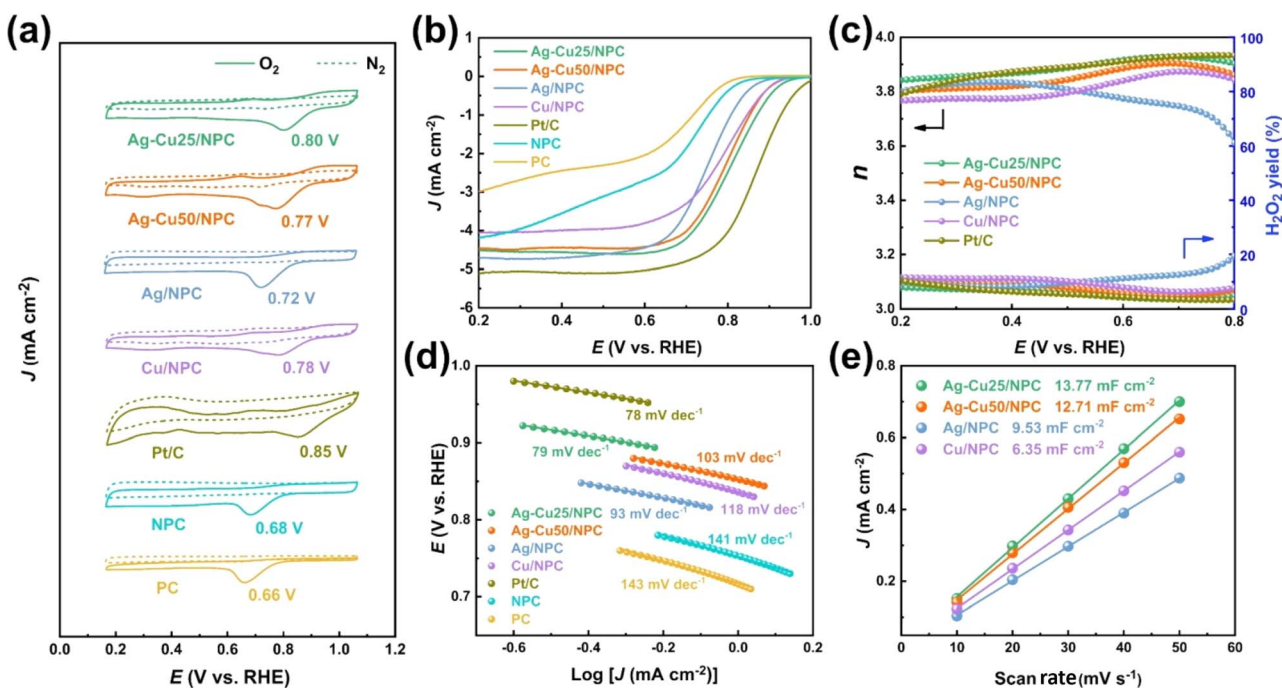 (a)
O2
N2
Ag-Cu25/NPC
0.80 V
Ag-Cu50/NPC
0.77 V
Ag/NPC
0.72 V
Cu/NPC
0.78 V
Pt/C
0.85 V
NPC
0.68 V
PC
0.66 V
J (mA cm-2)
0.0 0.2 0.4 0.6 0.8 1.0 1.2
E (V vs. RHE)
(b)
Ag-Cu25/NPC
Ag-Cu50/NPC
Ag/NPC
Cu/NPC
Pt/C
NPC
PC
J (mA cm-2)
2
1
0
-1
-2
-3
-4
-5
-6
0.2 0.4 0.6 0.8 1.0
E (V vs. RHE)
(c)
n
4.0
3.8
3.6
3.4
3.2
3.0
Ag-Cu25/NPC
Ag-Cu50/NPC
Ag/NPC
Cu/NPC
Pt/C
100
80
60
40
20
0
H2O2 yield (%)
0.2 0.4 0.6 0.8
E (V vs. RHE)
(d)
E (V vs. RHE)
1.0
0.9
0.8
0.7
78 mV dec-1
79 mV dec-1
103 mV dec-1
93 mV dec-1
118 mV dec-1
141 mV dec-1
143 mV dec-1
Ag-Cu25/NPC
Ag-Cu50/NPC
Ag/NPC
Cu/NPC
Pt/C
NPC
PC
-0.6 -0.4 -0.2 0.0 0.2
Log [J (mA cm-2)]
(e)
Ag-Cu25/NPC 13.77 mF cm-2
Ag-Cu50/NPC 12.71 mF cm-2
Ag/NPC 9.53 mF cm-2
Cu/NPC 6.35 mF cm-2
J (mA cm-2)
0.8
0.6
0.4
0.2
0 10 20 30 40 50 60
Scan rate (mV s-1)